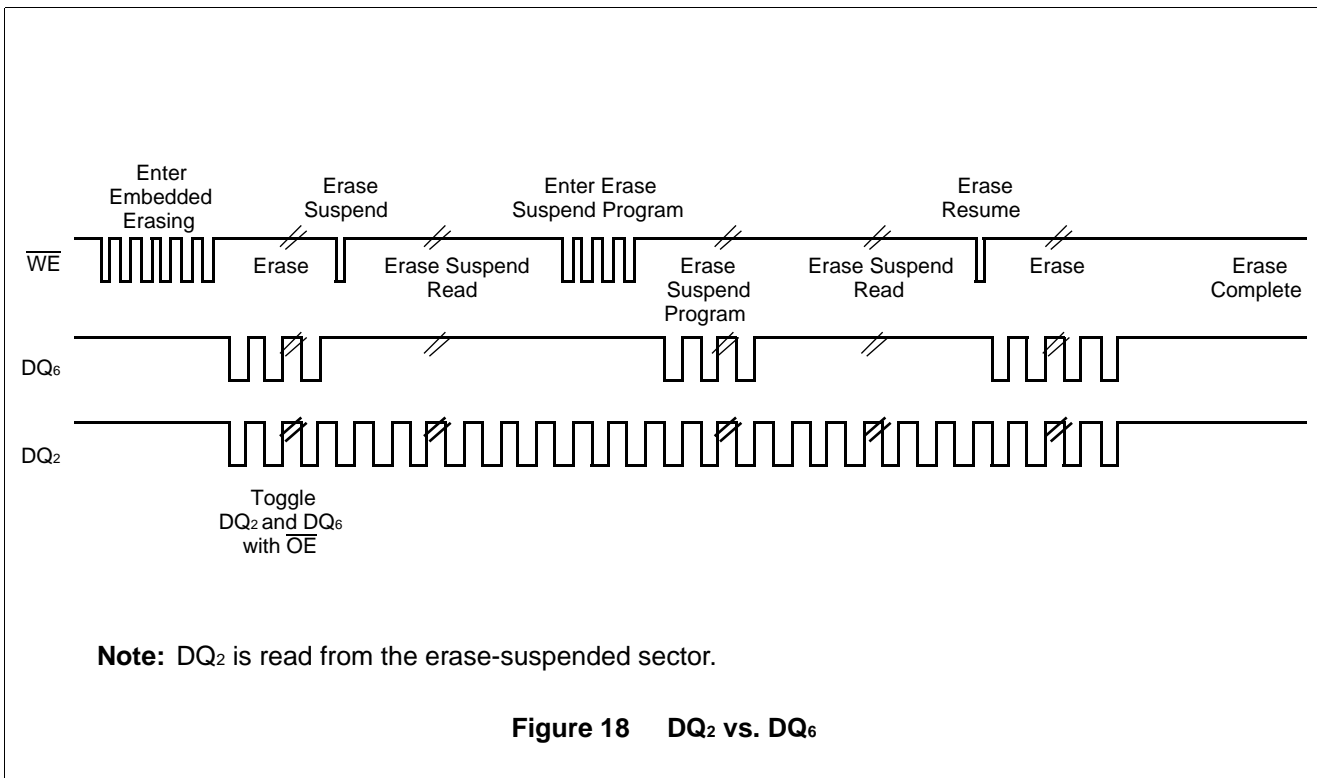 Enter
Embedded
Erasing
Erase
Suspend
Enter Erase
Suspend Program
Erase
Resume
WE
Erase
Erase Suspend
Read
Erase
Suspend
Program
Erase Suspend
Read
Erase
Erase
Complete
DQ6
DQ2
Toggle
DQ2 and DQ6
with OE
Note: DQ2 is read from the erase-suspended sector.
Figure 18 DQ2 vs. DQ6